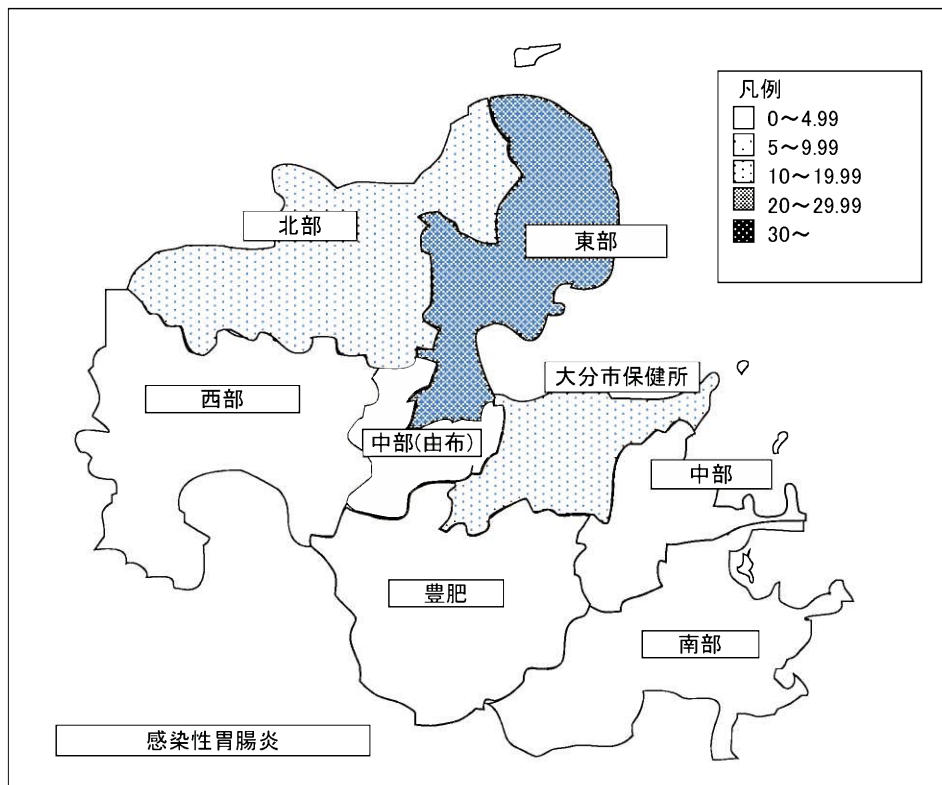 凡例
0～4.99
5～9.99
10～19.99
20～29.99
30～
北部
東部
大分市保健所
西部
中部(由布)
中部
豊肥
南部
感染性胃腸炎